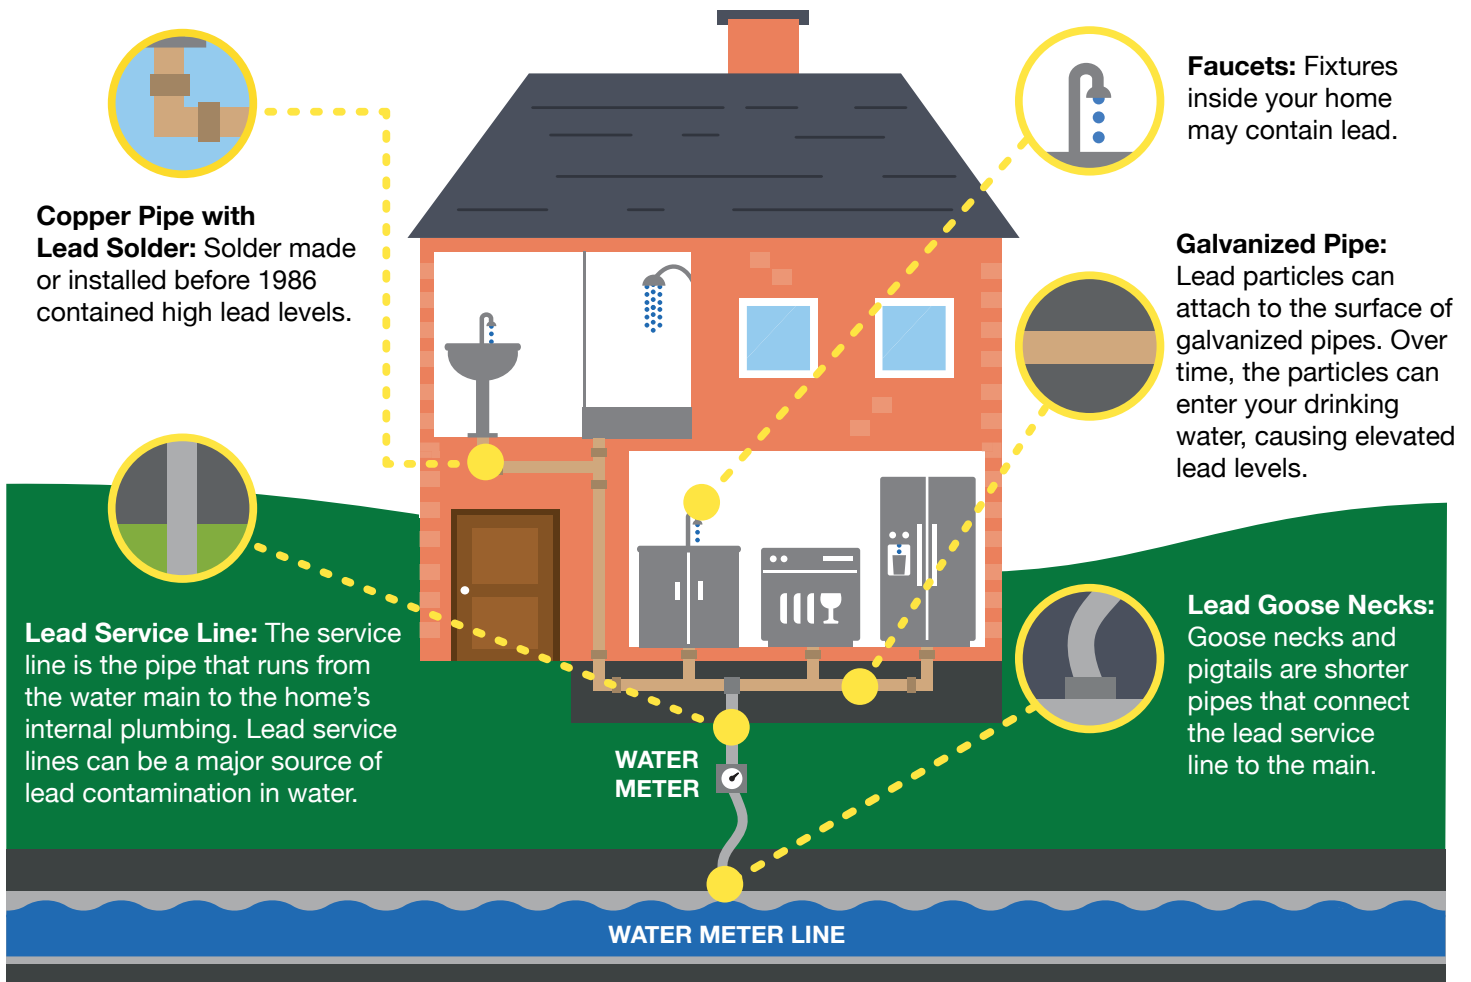 Copper Pipe with
Lead Solder: Solder made
or installed before 1986
contained high lead levels.
Faucets: Fixtures
inside your home
may contain lead.
Galvanized Pipe:
Lead particles can
attach to the surface of
galvanized pipes. Over
time, the particles can
enter your drinking
water, causing elevated
lead levels.
Lead Service Line: The service
line is the pipe that runs from
the water main to the home’s
internal plumbing. Lead service
lines can be a major source of
lead contamination in water.
Lead Goose Necks:
Goose necks and
pigtails are shorter
pipes that connect
the lead service
line to the main.
WATER
METER
WATER METER LINE